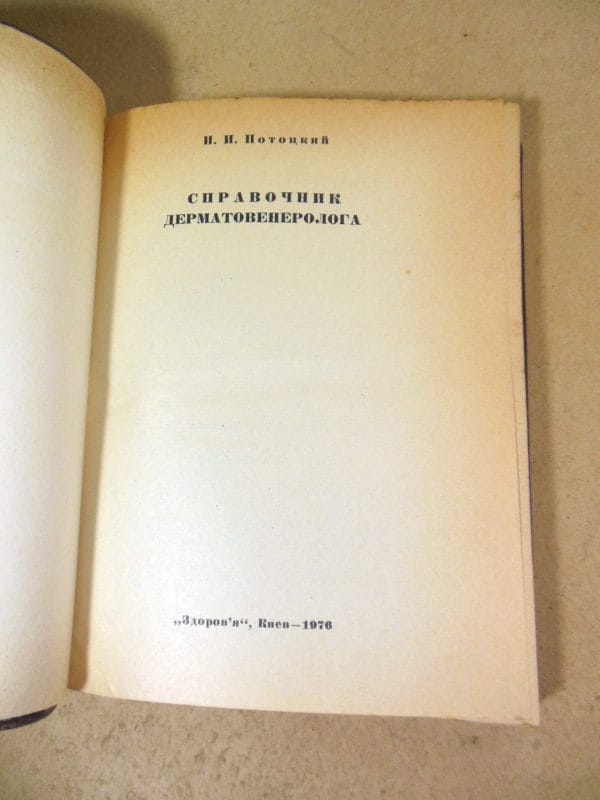 И. И. Потоцкий
СПРАВОЧНИК
ДЕРМАТОВЕНЕРОЛОГА
„Здоров'я“, Киев—1976